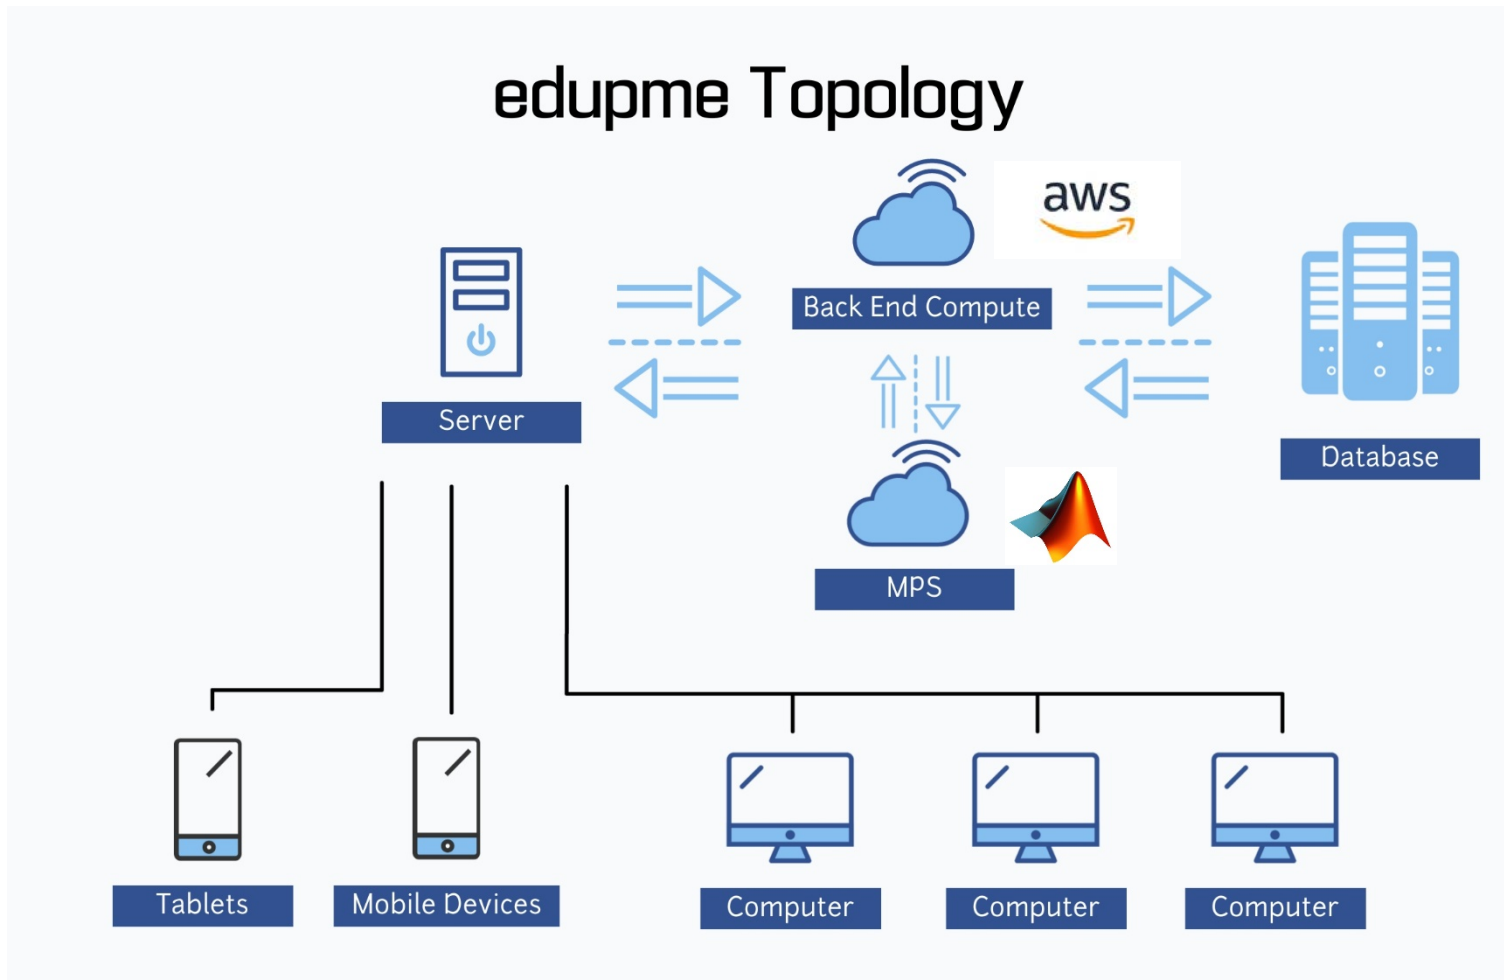 edupme Topology
aws
Back End Compute
Server
Database
MPS
Tablets
Mobile Devices
Computer
Computer
Computer